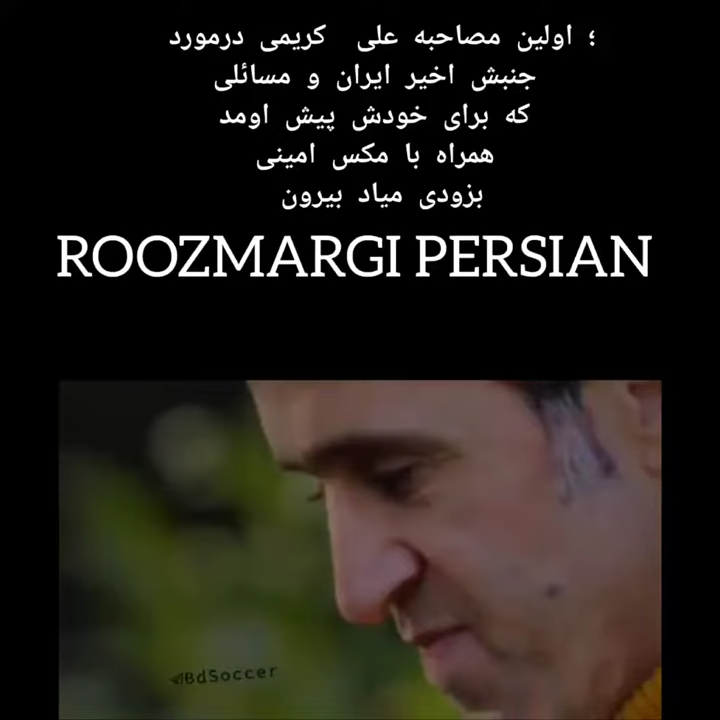 ؛ اولین مصاحبه علی کریمی درمورد
جنبش اخیر ایران و مسائلی
که برای خودش پیش اومد
همراه با مکس امینی
بزودی میاد بیرون
ROOZMARGI PERSIAN
BdSoccer